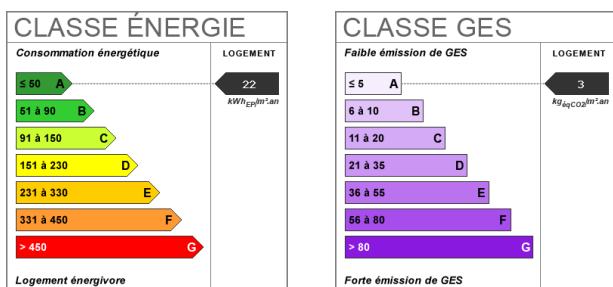 CLASSE ÉNERGIE
Consommation énergétique
LOGEMENT
≤ 50 A
22
kWhEP/m².an
51 à 90 B
91 à 150 C
151 à 230 D
231 à 330 E
331 à 450 F
> 450 G
Logement énergivore
CLASSE GES
Faible émission de GES
LOGEMENT
≤ 5 A
3
kgéqCO2/m².an
6 à 10 B
11 à 20 C
21 à 35 D
36 à 55 E
56 à 80 F
> 80 G
Forte émission de GES